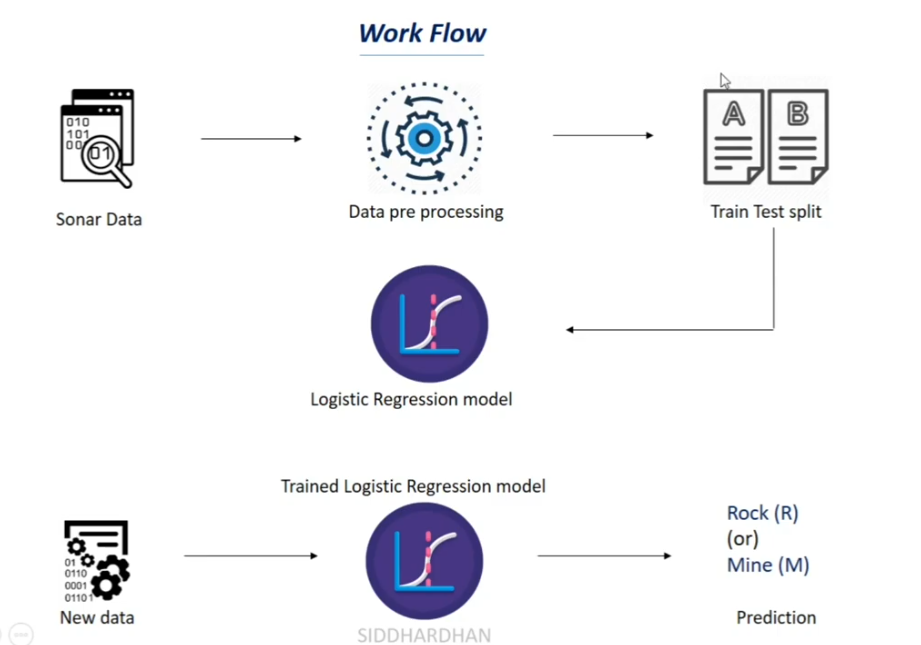 Work Flow
010
101
00
01
A
B
Sonar Data
Data pre processing
Train Test split
Logistic Regression model
Trained Logistic Regression model
01
0110
0001
01101
Rock (R)
(or)
Mine (M)
New data
Prediction
SIDDHARDHAN